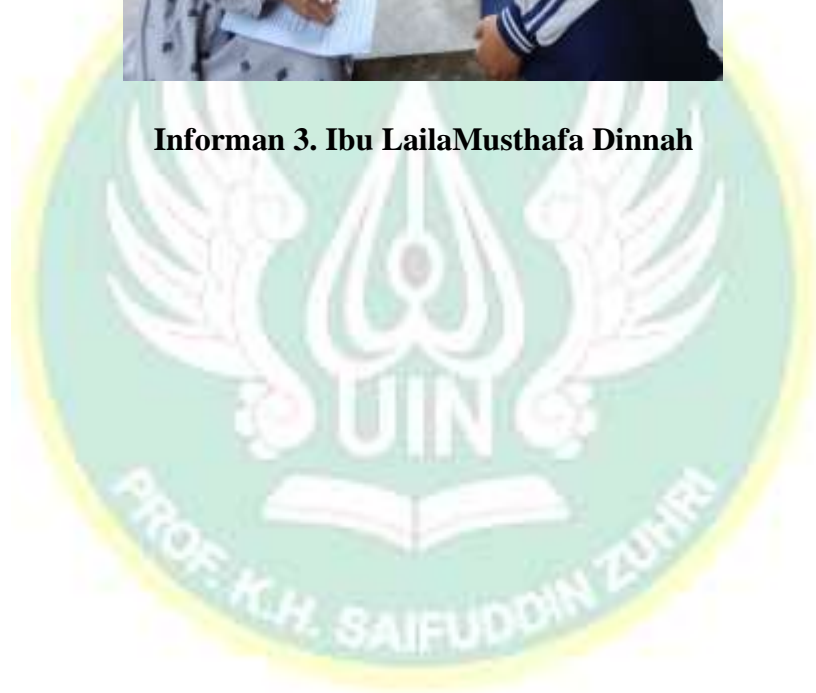 Informan 3. Ibu LailaMusthafa Dinnah
UIN
PROF. K.H. SAIFUDDIN ZUHRI